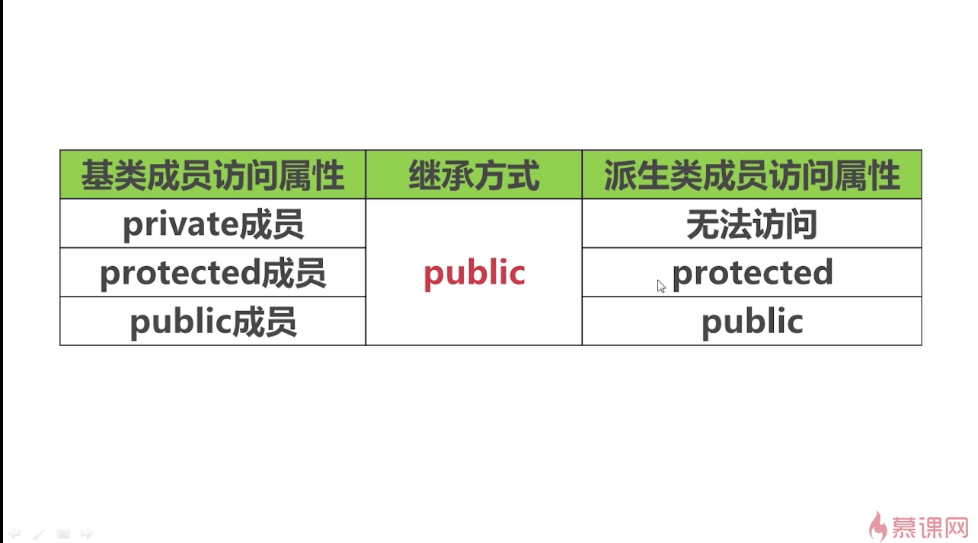 基类成员访问属性 继承方式 派生类成员访问属性
private成员 无法访问
protected成员 public protected
public成员 public
慕课网